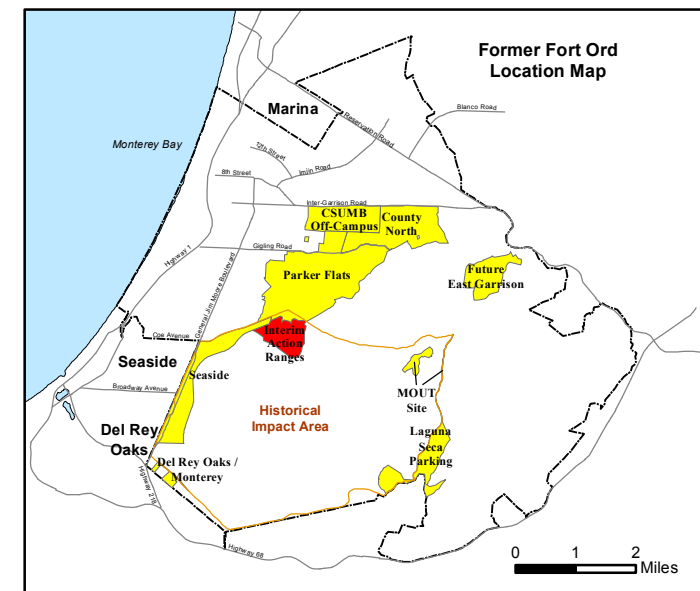 Former Fort Ord
Location Map
Marina
Blanco Road
Reservation Road
Monterey Bay
12th Street
Imjin Road
8th Street
Inter-Garrison Road
CSUMB
Off-Campus
County
North
Gigling Road
Highway 1
General Jim Moore Boulevard
Parker Flats
Future
East Garrison
Coe Avenue
Interim
Action
Ranges
Seaside
Seaside
Broadway Avenue
MOUT
Site
Historical
Impact Area
Del Rey
Oaks
Laguna
Seca
Parking
Del Rey Oaks /
Monterey
Highway 218
Highway 68
0 1 2
Miles